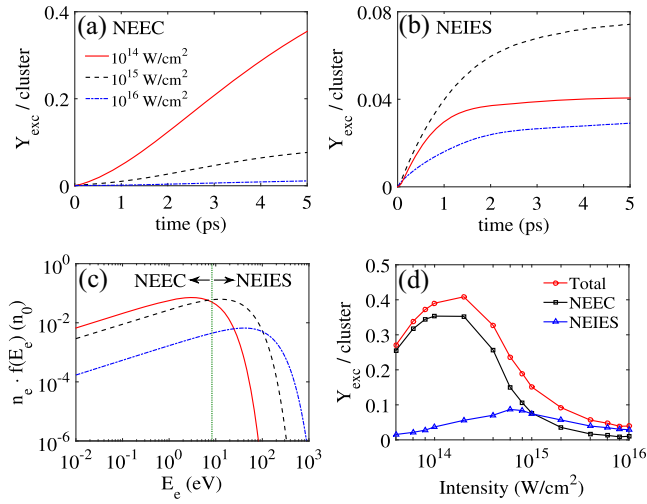 (a) NEEC
10^14 W/cm^2
10^15 W/cm^2
10^16 W/cm^2
Y_exc / cluster
0.4
0.2
0
0 1 2 3 4 5
time (ps)
(b) NEIES
Y_exc / cluster
0.08
0.04
0
0 1 2 3 4 5
time (ps)
(c) NEEC NEIES
n_e · f(E_e) (n_0)
10^0
10^-2
10^-4
10^-6
10^-2 10^-1 10^0 10^1 10^2 10^3
E_e (eV)
(d)
Total
NEEC
NEIES
Y_exc / cluster
0.5
0.4
0.3
0.2
0.1
0
10^14 10^15 10^16
Intensity (W/cm^2)